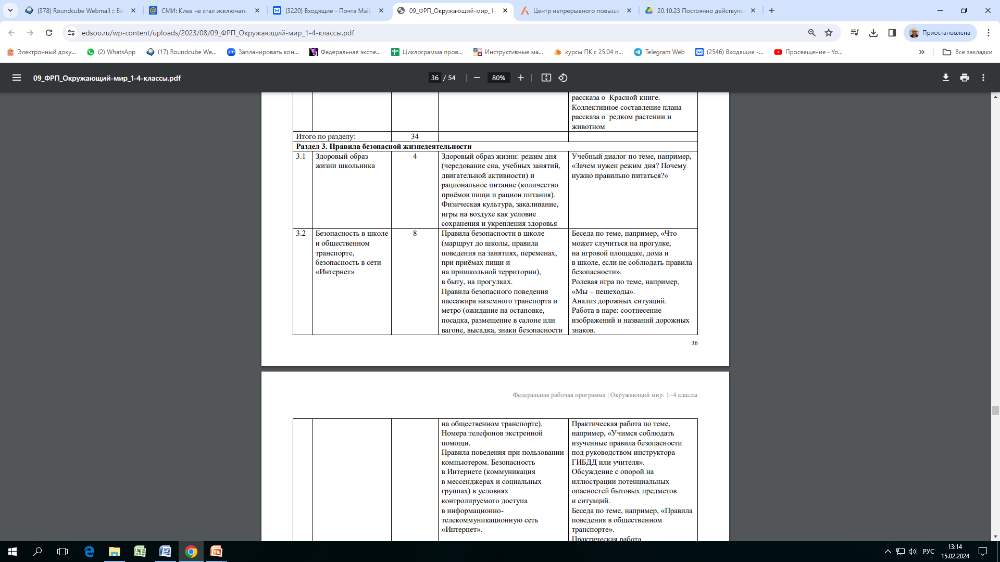 (378) Roundcube Webmail :: Вх
СМИ: Киев не стал исключать
(3220) Входящие - Почта Mail.
09_ФРП_Окружающий-мир_1-
Центр непрерывного повыше
20.10.23 Постоянно действую
edsoo.ru/wp-content/uploads/2023/08/09_ФРП_Окружающий-мир_1-4-классы.pdf
Приостановлена
Электронный доку...
(2) WhatsApp
(17) Roundcube We...
Запланировать кон...
Федеральная экспе...
Циклограмма пров...
Инструктивные ма...
курсы ПК с 25.04 п...
Telegram Web
(2546) Входящие -...
Просвещение - Yo...
Все закладки
09_ФРП_Окружающий-мир_1-4-классы.pdf
36 / 54
80%
рассказа о Красной книге.
Коллективное составление плана
рассказа о редком растении и
животном
Итого по разделу:
34
Раздел 3. Правила безопасной жизнедеятельности
3.1
Здоровый образ
жизни школьника
4
Здоровый образ жизни: режим дня
(чередование сна, учебных занятий,
двигательной активности) и
рациональное питание (количество
приёмов пищи и рацион питания).
Физическая культура, закаливание,
игры на воздухе как условие
сохранения и укрепления здоровья
Учебный диалог по теме, например,
«Зачем нужен режим дня? Почему
нужно правильно питаться?»
3.2
Безопасность в школе
и общественном
транспорте,
безопасность в сети
«Интернет»
8
Правила безопасности в школе
(маршрут до школы, правила
поведения на занятиях, переменах,
при приёмах пищи и
на пришкольной территории),
в быту, на прогулках.
Правила безопасного поведения
пассажира наземного транспорта и
метро (ожидание на остановке,
посадка, размещение в салоне или
вагоне, высадка, знаки безопасности
Беседа по теме, например, «Что
может случиться на прогулке,
на игровой площадке, дома и
в школе, если не соблюдать правила
безопасности».
Ролевая игра по теме, например,
«Мы – пешеходы».
Анализ дорожных ситуаций.
Работа в паре: соотнесение
изображений и названий дорожных
знаков.
36
Федеральная рабочая программа | Окружающий мир. 1–4 классы
на общественном транспорте).
Номера телефонов экстренной
помощи.
Правила поведения при пользовании
компьютером. Безопасность
в Интернете (коммуникация
в мессенджерах и социальных
группах) в условиях
контролируемого доступа
в информационно-
телекоммуникационную сеть
«Интернет».
Практическая работа по теме,
например, «Учимся соблюдать
изученные правила безопасности
под руководством инструктора
ГИБДД или учителя».
Обсуждение с опорой на
иллюстрации потенциальных
опасностей бытовых предметов
и ситуаций.
Беседа по теме, например, «Правила
поведения в общественном
транспорте».
Практическая работа
РУС
13:14
15.02.2024